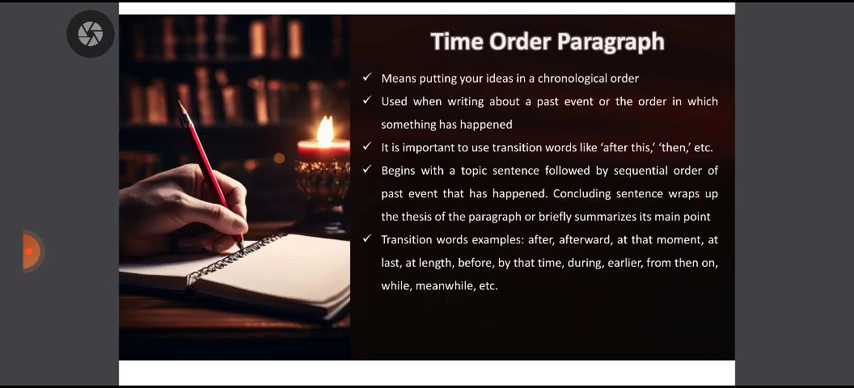 Time Order Paragraph
✓ Means putting your ideas in a chronological order
✓ Used when writing about a past event or the order in which
something has happened
✓ It is important to use transition words like ‘after this,’ ‘then,’ etc.
✓ Begins with a topic sentence followed by sequential order of
past event that has happened. Concluding sentence wraps up
the thesis of the paragraph or briefly summarizes its main point
✓ Transition words examples: after, afterward, at that moment, at
last, at length, before, by that time, during, earlier, from then on,
while, meanwhile, etc.